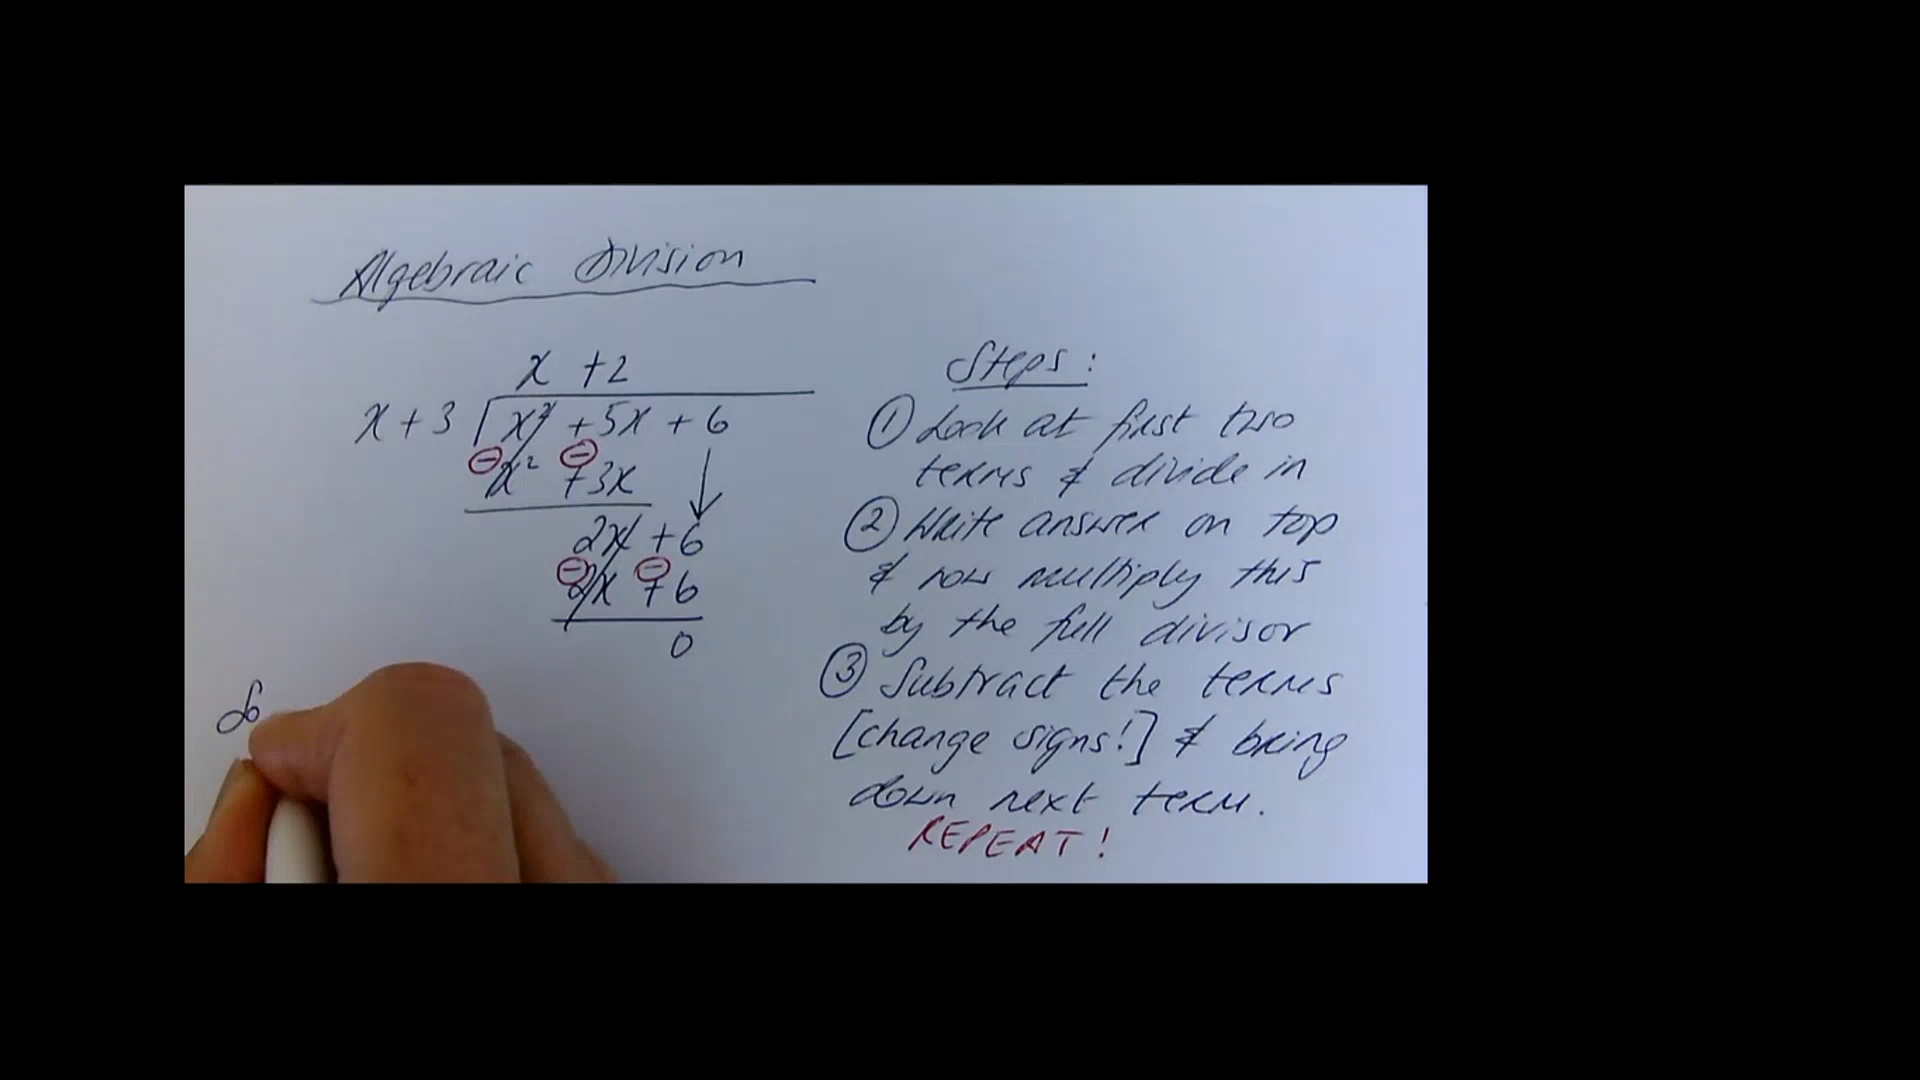 Algebraic Division
x + 2
x + 3 x² + 5x + 6
⊖ ⊖
x² + 3x
2x + 6
⊖ ⊖
2x + 6
0
So
Steps:
① Look at first two
terms & divide in
② Write answer on top
& now multiply this
by the full divisor
③ Subtract the terms
[change signs!] & bring
down next term.
REPEAT!